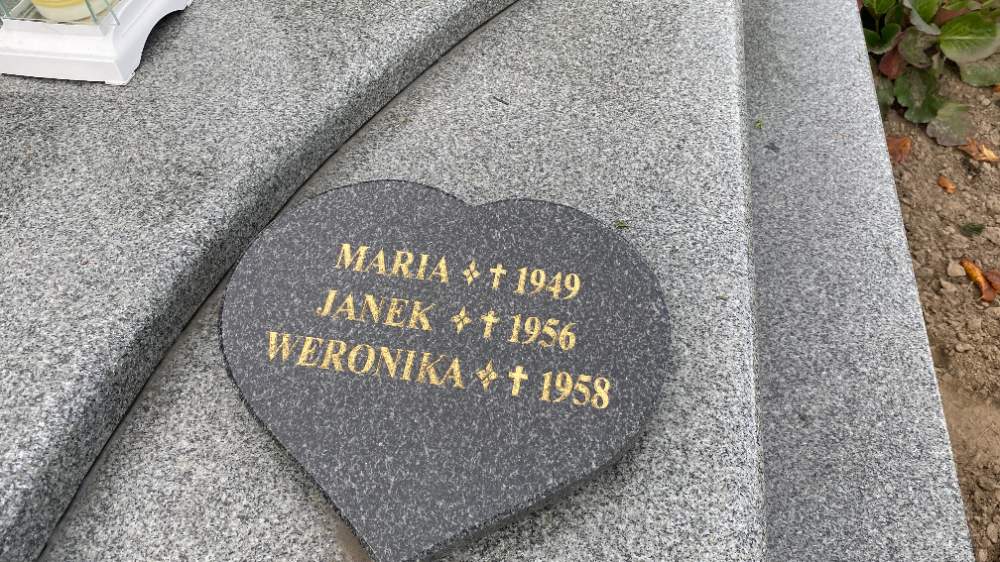 MARIA ✣ ✝ 1949
JANEK ✣ ✝ 1956
WERONIKA ✣ ✝ 1958